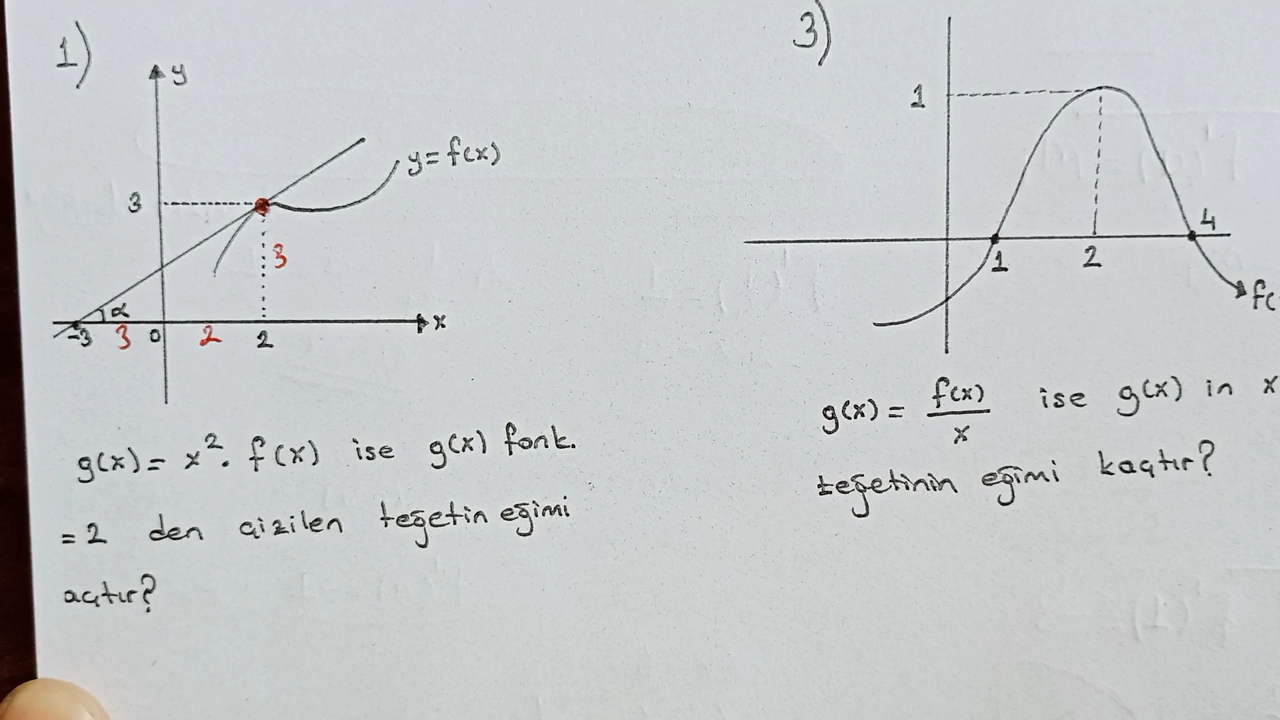 1)
y
y=f(x)
3
3
α
-3 3 0 2 2 x
g(x)= x². f(x) ise g(x) fonk.
=2 den çizilen teğetin eğimi
açtır?
3)
1
4
1 2
f(
g(x)= f(x)/x ise g(x) in x
teğetinin eğimi kaçtır?